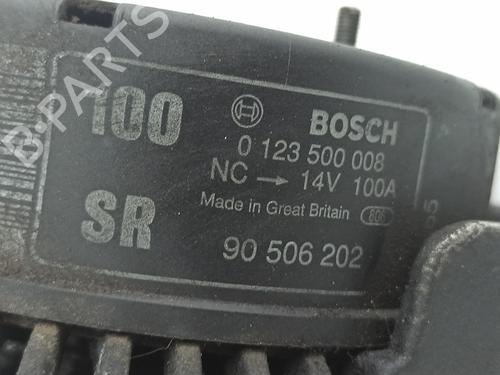 100
BOSCH
0 123 500 008
NC → 14V 100A
Made in Great Britain
SR
90 506 202
B-PARTS